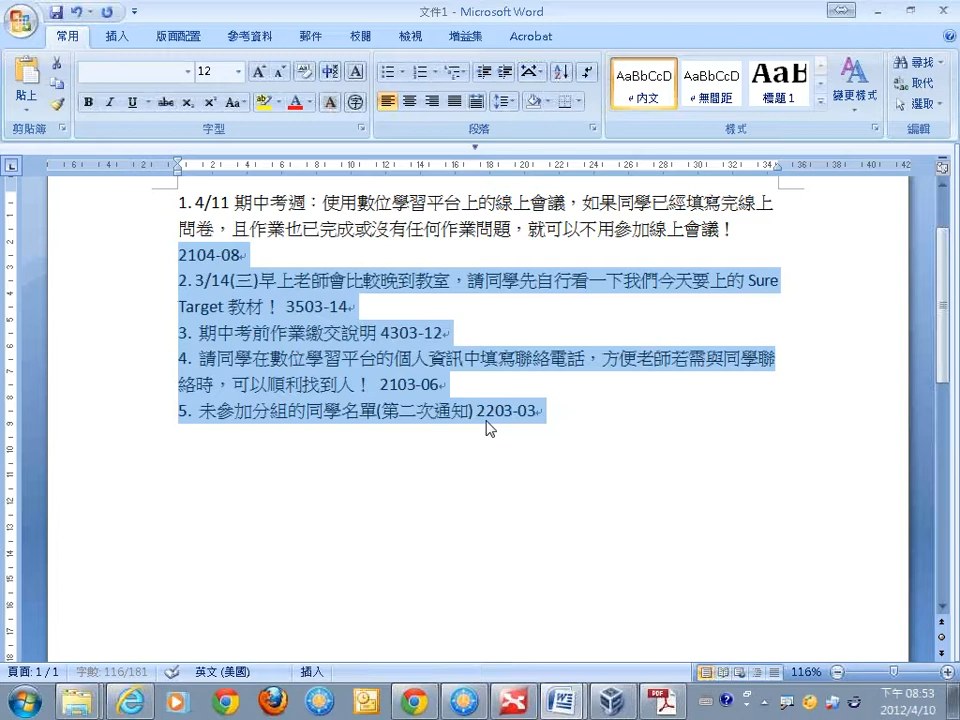 文件1 - Microsoft Word
常用 插入 版面配置 參考資料 郵件 校閱 檢視 增益集 Acrobat
貼上
12
AaBbCcD AaBbCcD AaBbC
內文 無間距 標題 1
變更樣式
尋找
取代
選取
剪貼簿 字型 段落 樣式 編輯
1. 4/11 期中考週：使用數位學習平台上的線上會議，如果同學已經填寫完線上
問卷，且作業也已完成或沒有任何作業問題，就可以不用參加線上會議！
2104-08
2. 3/14(三)早上老師會比較晚到教室，請同學先自行看一下我們今天要上的 Sure
Target 教材！ 3503-14
3. 期中考前作業繳交說明 4303-12
4. 請同學在數位學習平台的個人資訊中填寫聯絡電話，方便老師若需與同學聯
絡時，可以順利找到人！ 2103-06
5. 未參加分組的同學名單(第二次通知) 2203-03
頁面: 1 / 1 字數: 116/181 英文 (美國) 插入 116%
下午 08:53
2012/4/10